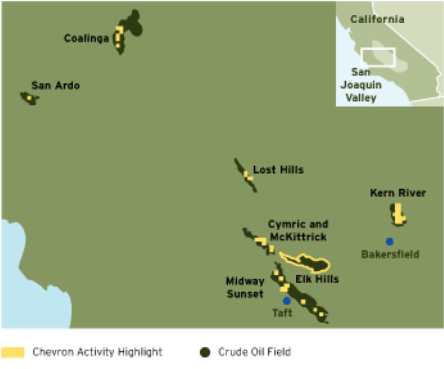 California
San
Joaquin
Valley
Coalinga
San Ardo
Lost Hills
Kern River
Cymric and
McKittrick
Bakersfield
Elk Hills
Midway
Sunset
Taft
Chevron Activity Highlight
Crude Oil Field